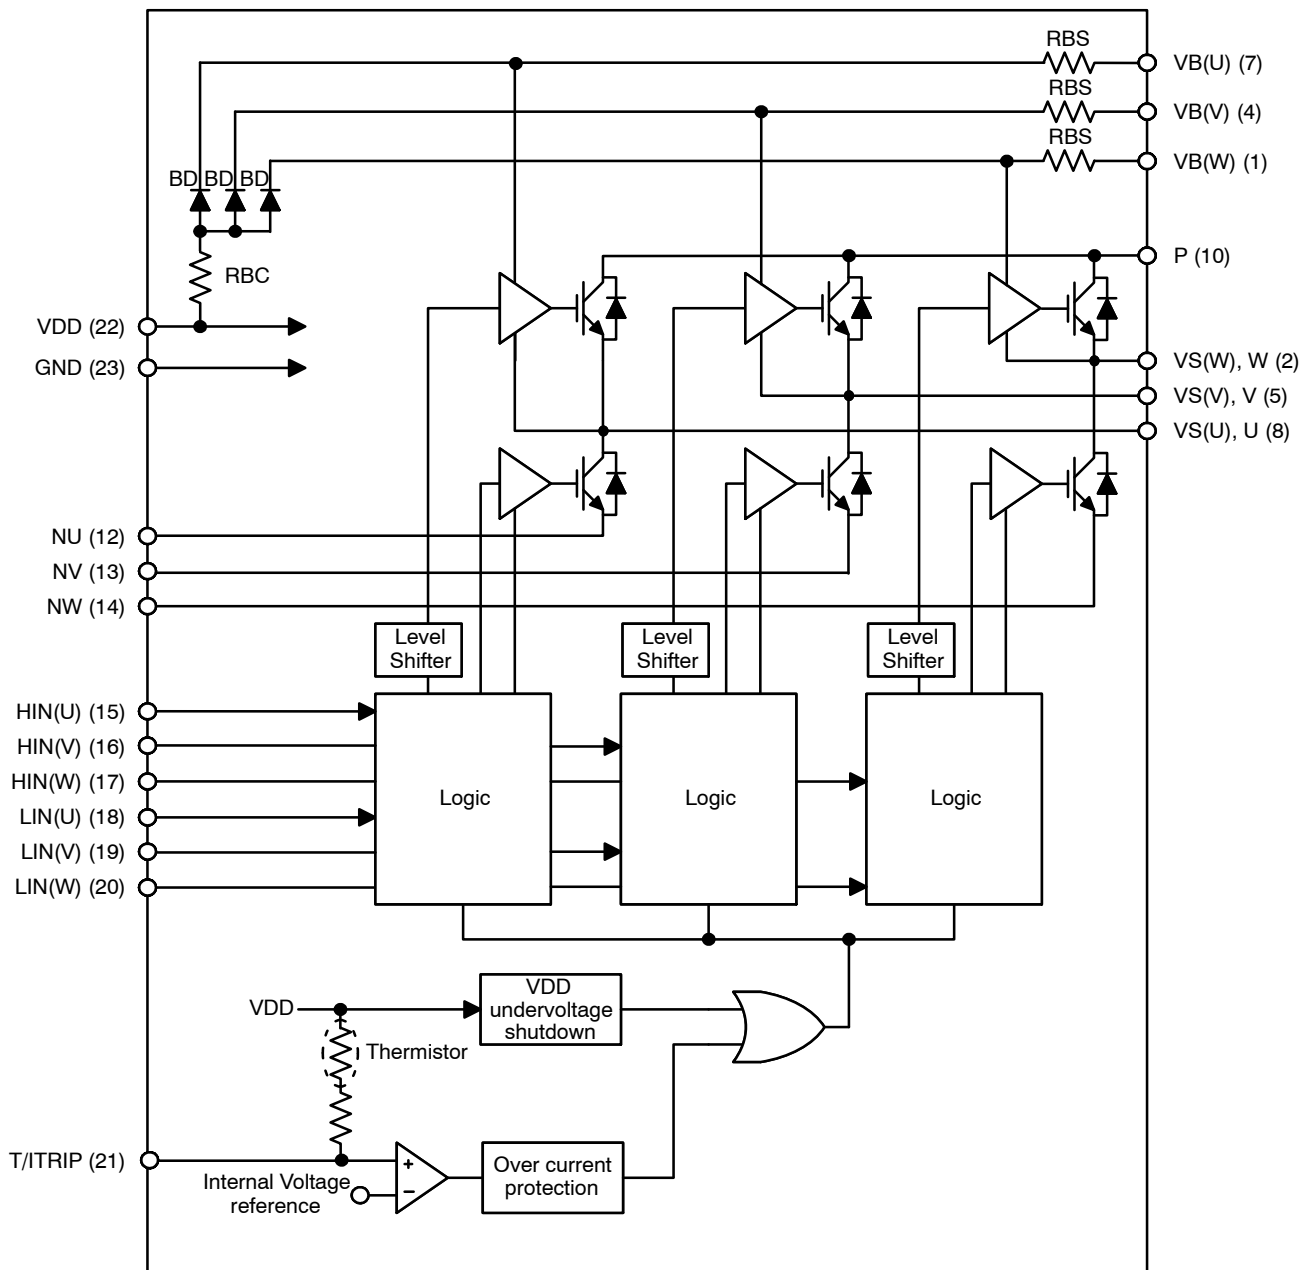 RBS
VB(U) (7)
RBS
VB(V) (4)
RBS
VB(W) (1)
BD BD BD
P (10)
RBC
VDD (22)
GND (23)
VS(W), W (2)
VS(V), V (5)
VS(U), U (8)
NU (12)
NV (13)
NW (14)
Level
Shifter
Level
Shifter
Level
Shifter
HIN(U) (15)
HIN(V) (16)
HIN(W) (17)
LIN(U) (18)
LIN(V) (19)
LIN(W) (20)
Logic
Logic
Logic
VDD
VDD
undervoltage
shutdown
Thermistor
T/ITRIP (21)
+
−
Internal Voltage
reference
Over current
protection